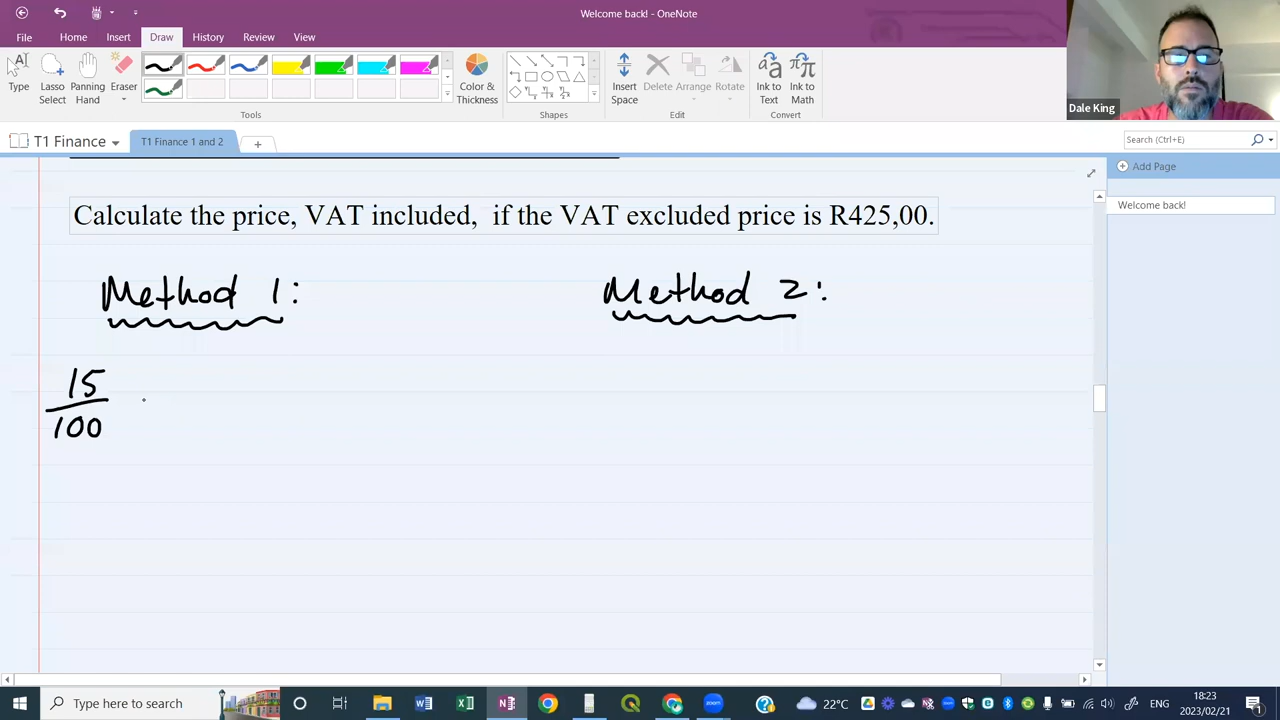 Welcome back! - OneNote
File Home Insert Draw History Review View
Type
Lasso Select
Panning Hand
Eraser
Color & Thickness
Insert Space
Delete
Arrange
Rotate
Ink to Text
Ink to Math
Tools
Shapes
Edit
Convert
Dale King
T1 Finance
T1 Finance 1 and 2
Search (Ctrl+E)
Add Page
Welcome back!
Calculate the price, VAT included, if the VAT excluded price is R425,00.
Method 1:
Method 2:
15
100
Type here to search
22°C
ENG
18:23
2023/02/21